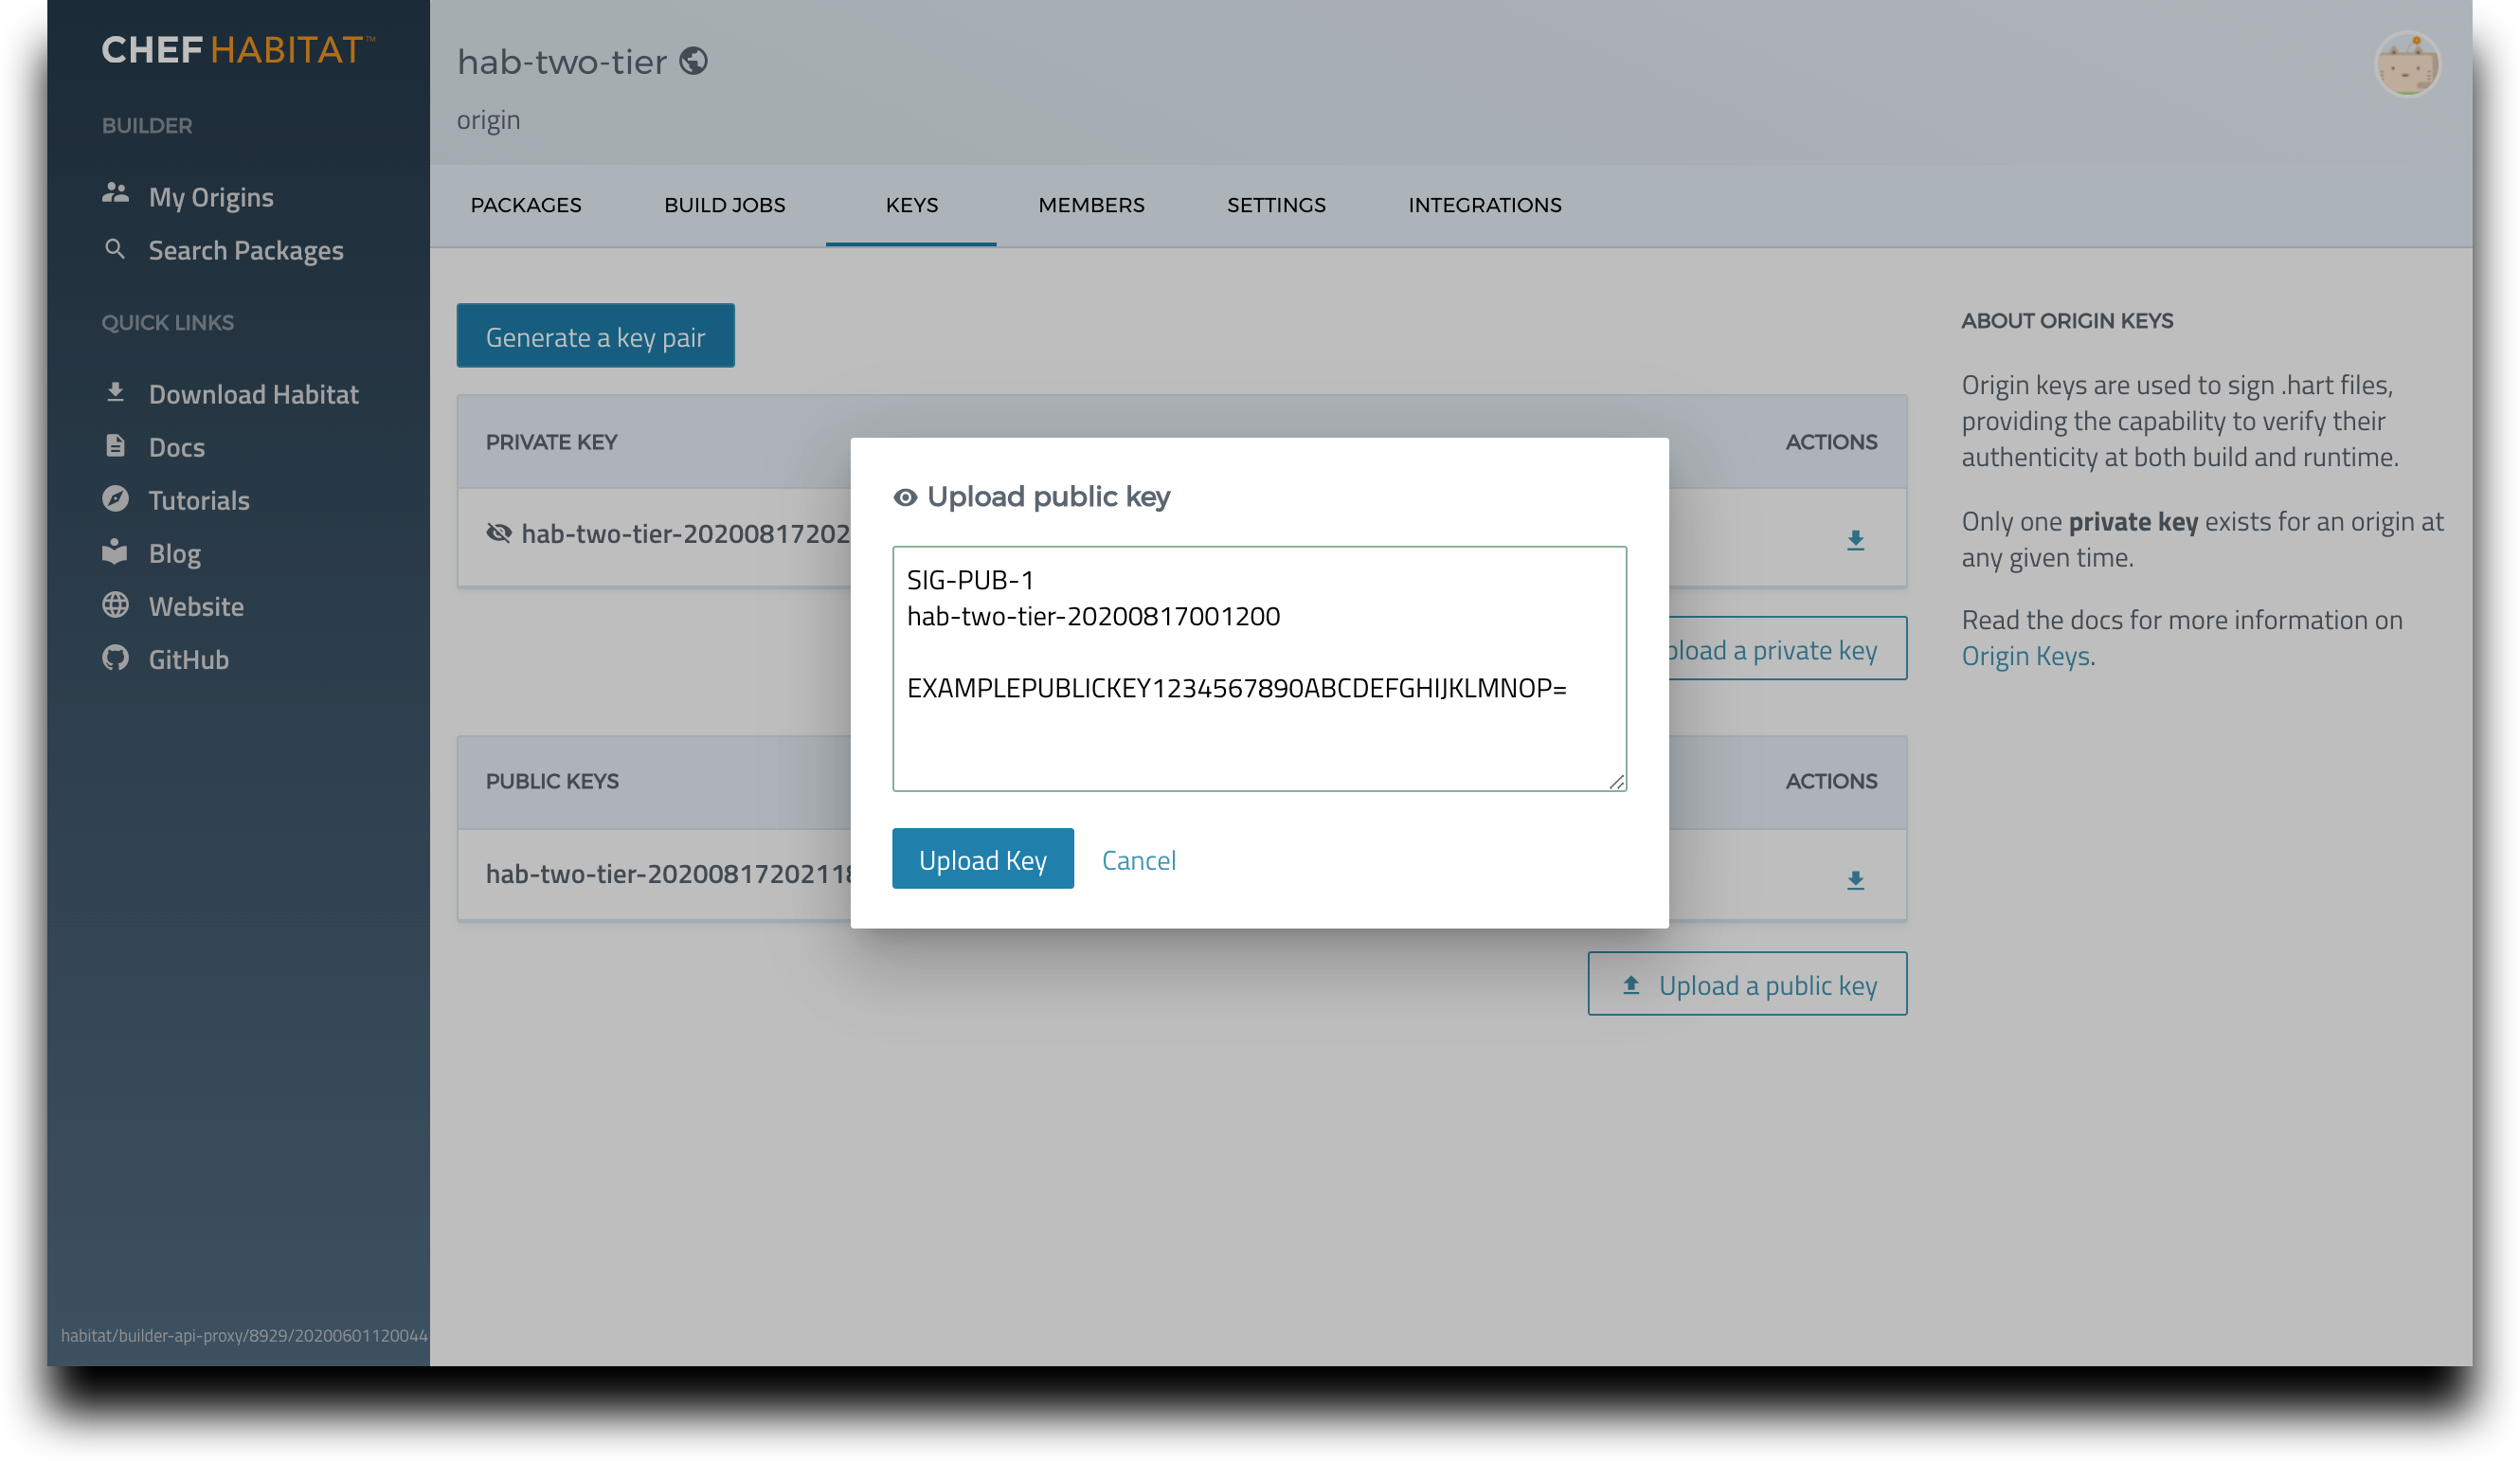 CHEF HABITAT™
BUILDER
My Origins
Search Packages
QUICK LINKS
Download Habitat
Docs
Tutorials
Blog
Website
GitHub
habitat/builder-api-proxy/8929/20200601120044
hab-two-tier
origin
PACKAGES BUILD JOBS KEYS MEMBERS SETTINGS INTEGRATIONS
Generate a key pair
PRIVATE KEY ACTIONS
hab-two-tier-20200817202
pload a private key
PUBLIC KEYS ACTIONS
hab-two-tier-20200817202118
Upload a public key
Upload public key
SIG-PUB-1
hab-two-tier-20200817001200
EXAMPLEPUBLICKEY1234567890ABCDEFGHIJKLMNOP=
Upload Key Cancel
ABOUT ORIGIN KEYS
Origin keys are used to sign .hart files,
providing the capability to verify their
authenticity at both build and runtime.
Only one private key exists for an origin at
any given time.
Read the docs for more information on
Origin Keys.